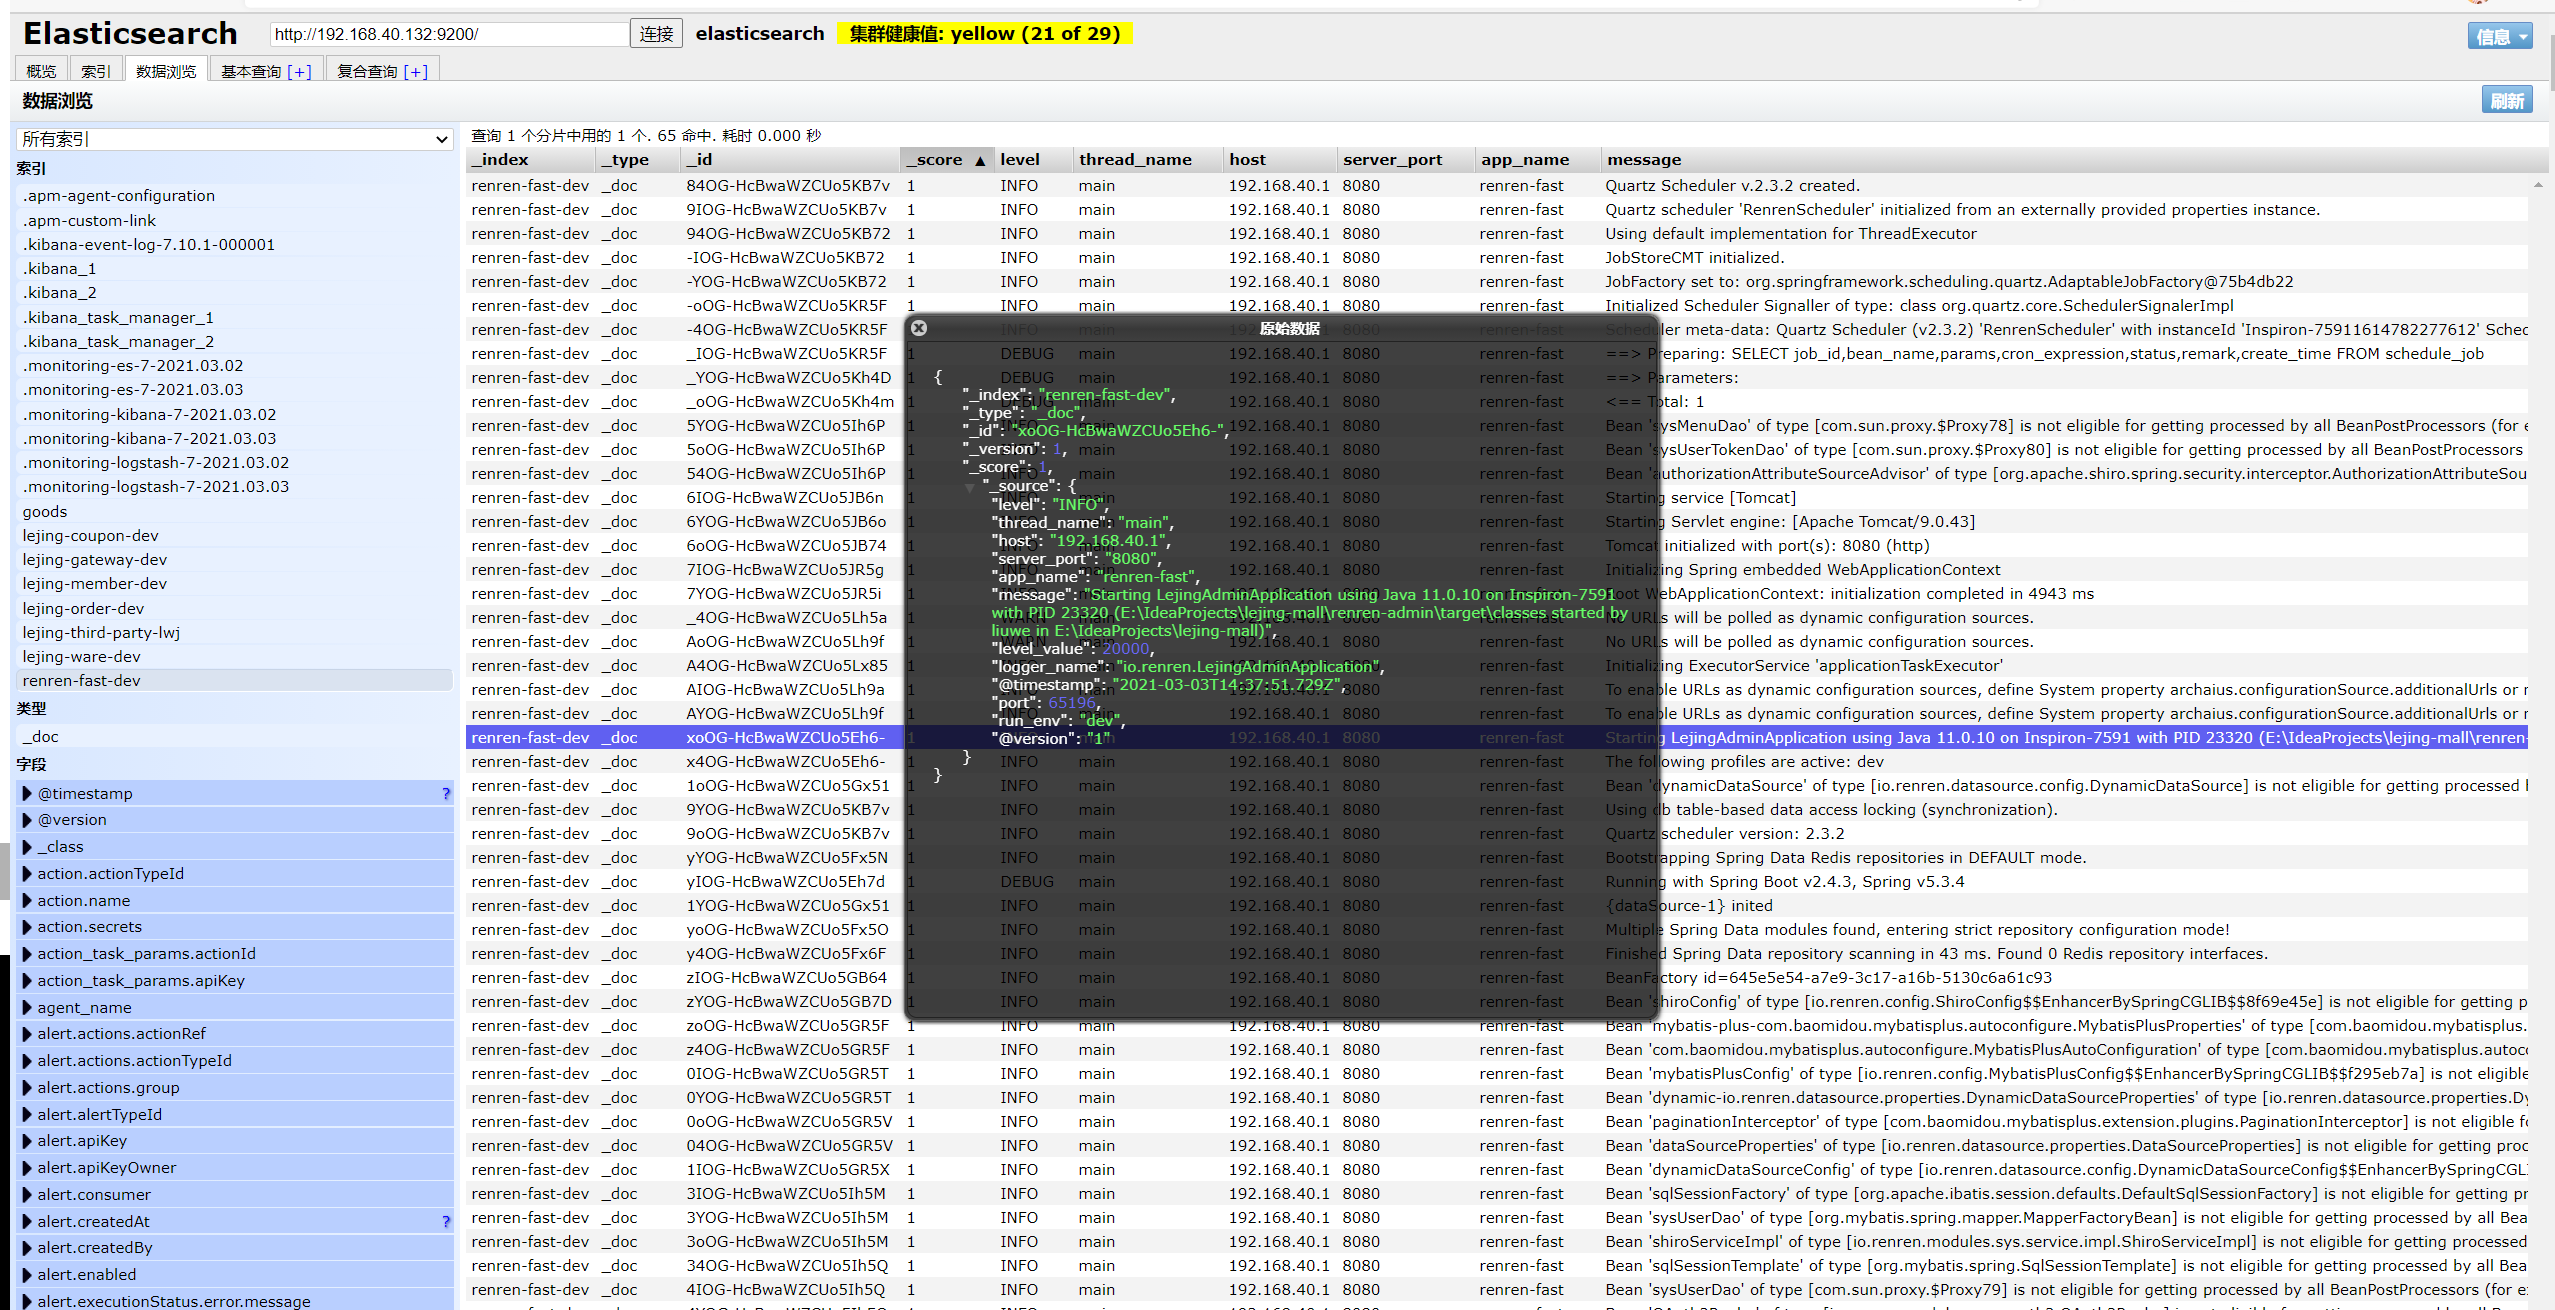 Elasticsearch http://192.168.40.132:9200/ 连接 elasticsearch 集群健康值: yellow (21 of 29) 信息
概览 索引 数据浏览 基本查询 [+] 复合查询 [+]
数据浏览 刷新
所有索引
索引
.apm-agent-configuration
.apm-custom-link
.kibana-event-log-7.10.1-000001
.kibana_1
.kibana_2
.kibana_task_manager_1
.kibana_task_manager_2
.monitoring-es-7-2021.03.02
.monitoring-es-7-2021.03.03
.monitoring-kibana-7-2021.03.02
.monitoring-kibana-7-2021.03.03
.monitoring-logstash-7-2021.03.02
.monitoring-logstash-7-2021.03.03
goods
lejing-coupon-dev
lejing-gateway-dev
lejing-member-dev
lejing-order-dev
lejing-third-party-lwj
lejing-ware-dev
renren-fast-dev
类型
_doc
字段
@timestamp ?
@version
_class
action.actionTypeId
action.name
action.secrets
action_task_params.actionId
action_task_params.apiKey
agent_name
alert.actions.actionRef
alert.actions.actionTypeId
alert.actions.group
alert.alertTypeId
alert.apiKey
alert.apiKeyOwner
alert.consumer
alert.createdAt ?
alert.createdBy
alert.enabled
alert.executionStatus.error.message
查询 1 个分片中用的 1 个. 65 命中. 耗时 0.000 秒
_index _type _id _score ▲ level thread_name host server_port app_name message
renren-fast-dev _doc 84OG-HcBwaWZCUo5KB7v 1 INFO main 192.168.40.1 8080 renren-fast Quartz Scheduler v.2.3.2 created.
renren-fast-dev _doc 9IOG-HcBwaWZCUo5KB7v 1 INFO main 192.168.40.1 8080 renren-fast Quartz scheduler 'RenrenScheduler' initialized from an externally provided properties instance.
renren-fast-dev _doc 94OG-HcBwaWZCUo5KB72 1 INFO main 192.168.40.1 8080 renren-fast Using default implementation for ThreadExecutor
renren-fast-dev _doc -IOG-HcBwaWZCUo5KB72 1 INFO main 192.168.40.1 8080 renren-fast JobStoreCMT initialized.
renren-fast-dev _doc -YOG-HcBwaWZCUo5KB72 1 INFO main 192.168.40.1 8080 renren-fast JobFactory set to: org.springframework.scheduling.quartz.AdaptableJobFactory@75b4db22
renren-fast-dev _doc -oOG-HcBwaWZCUo5KR5F 1 INFO main 192.168.40.1 8080 renren-fast Initialized Scheduler Signaller of type: class org.quartz.core.SchedulerSignalerImpl
renren-fast-dev _doc -4OG-HcBwaWZCUo5KR5F Scheduler meta-data: Quartz Scheduler (v2.3.2) 'RenrenScheduler' with instanceId 'Inspiron-75911614782277612' Sched
renren-fast-dev _doc _IOG-HcBwaWZCUo5KR5F 1 DEBUG main 192.168.40.1 8080 renren-fast ==> Preparing: SELECT job_id,bean_name,params,cron_expression,status,remark,create_time FROM schedule_job
renren-fast-dev _doc _YOG-HcBwaWZCUo5Kh4D 1 DEBUG main 192.168.40.1 8080 renren-fast ==> Parameters:
renren-fast-dev _doc _oOG-HcBwaWZCUo5Kh4m 192.168.40.1 8080 renren-fast <== Total: 1
renren-fast-dev _doc 5YOG-HcBwaWZCUo5Ih6P 192.168.40.1 8080 renren-fast Bean 'sysMenuDao' of type [com.sun.proxy.$Proxy78] is not eligible for getting processed by all BeanPostProcessors (for e
renren-fast-dev _doc 5oOG-HcBwaWZCUo5Ih6P 192.168.40.1 8080 renren-fast Bean 'sysUserTokenDao' of type [com.sun.proxy.$Proxy80] is not eligible for getting processed by all BeanPostProcessors
renren-fast-dev _doc 54OG-HcBwaWZCUo5Ih6P 192.168.40.1 8080 renren-fast Bean 'authorizationAttributeSourceAdvisor' of type [org.apache.shiro.spring.security.interceptor.AuthorizationAttributeSou
renren-fast-dev _doc 6IOG-HcBwaWZCUo5JB6n 192.168.40.1 8080 renren-fast Starting service [Tomcat]
renren-fast-dev _doc 6YOG-HcBwaWZCUo5JB6o 192.168.40.1 8080 renren-fast Starting Servlet engine: [Apache Tomcat/9.0.43]
renren-fast-dev _doc 6oOG-HcBwaWZCUo5JB74 192.168.40.1 8080 renren-fast Tomcat initialized with port(s): 8080 (http)
renren-fast-dev _doc 7IOG-HcBwaWZCUo5JR5g 192.168.40.1 8080 renren-fast Initializing Spring embedded WebApplicationContext
renren-fast-dev _doc 7YOG-HcBwaWZCUo5JR5i Root WebApplicationContext: initialization completed in 4943 ms
renren-fast-dev _doc _4OG-HcBwaWZCUo5Lh5a No URLs will be polled as dynamic configuration sources.
renren-fast-dev _doc AoOG-HcBwaWZCUo5Lh9f No URLs will be polled as dynamic configuration sources.
renren-fast-dev _doc A4OG-HcBwaWZCUo5Lx85 Initializing ExecutorService 'applicationTaskExecutor'
renren-fast-dev _doc AIOG-HcBwaWZCUo5Lh9a To enable URLs as dynamic configuration sources, define System property archaius.configurationSource.additionalUrls or r
renren-fast-dev _doc AYOG-HcBwaWZCUo5Lh9f To enable URLs as dynamic configuration sources, define System property archaius.configurationSource.additionalUrls or r
renren-fast-dev _doc xoOG-HcBwaWZCUo5Eh6- Starting LejingAdminApplication using Java 11.0.10 on Inspiron-7591 with PID 23320 (E:\IdeaProjects\lejing-mall\renren-
renren-fast-dev _doc x4OG-HcBwaWZCUo5Eh6- 1 INFO main 192.168.40.1 8080 renren-fast The following profiles are active: dev
renren-fast-dev _doc 1oOG-HcBwaWZCUo5Gx51 1 INFO main 192.168.40.1 8080 renren-fast Bean 'dynamicDataSource' of type [io.renren.datasource.config.DynamicDataSource] is not eligible for getting processed
renren-fast-dev _doc 9YOG-HcBwaWZCUo5KB7v 1 INFO main 192.168.40.1 8080 renren-fast Using db table-based data access locking (synchronization).
renren-fast-dev _doc 9oOG-HcBwaWZCUo5KB7v 1 INFO main 192.168.40.1 8080 renren-fast Quartz scheduler version: 2.3.2
renren-fast-dev _doc yYOG-HcBwaWZCUo5Fx5N 1 INFO main 192.168.40.1 8080 renren-fast Bootstrapping Spring Data Redis repositories in DEFAULT mode.
renren-fast-dev _doc yIOG-HcBwaWZCUo5Eh7d 1 DEBUG main 192.168.40.1 8080 renren-fast Running with Spring Boot v2.4.3, Spring v5.3.4
renren-fast-dev _doc 1YOG-HcBwaWZCUo5Gx51 1 INFO main 192.168.40.1 8080 renren-fast {dataSource-1} inited
renren-fast-dev _doc yoOG-HcBwaWZCUo5Fx5O 1 INFO main 192.168.40.1 8080 renren-fast Multiple Spring Data modules found, entering strict repository configuration mode!
renren-fast-dev _doc y4OG-HcBwaWZCUo5Fx6F 1 INFO main 192.168.40.1 8080 renren-fast Finished Spring Data repository scanning in 43 ms. Found 0 Redis repository interfaces.
renren-fast-dev _doc zIOG-HcBwaWZCUo5GB64 1 INFO main 192.168.40.1 8080 renren-fast BeanFactory id=645e5e54-a7e9-3c17-a16b-5130c6a61c93
renren-fast-dev _doc zYOG-HcBwaWZCUo5GB7D 1 INFO main 192.168.40.1 8080 renren-fast Bean 'shiroConfig' of type [io.renren.config.ShiroConfig$$EnhancerBySpringCGLIB$$8f69e45e] is not eligible for getting p
renren-fast-dev _doc zoOG-HcBwaWZCUo5GR5F 1 INFO main 192.168.40.1 8080 renren-fast Bean 'mybatis-plus-com.baomidou.mybatisplus.autoconfigure.MybatisPlusProperties' of type [com.baomidou.mybatisplus.
renren-fast-dev _doc z4OG-HcBwaWZCUo5GR5F 1 INFO main 192.168.40.1 8080 renren-fast Bean 'com.baomidou.mybatisplus.autoconfigure.MybatisPlusAutoConfiguration' of type [com.baomidou.mybatisplus.autoc
renren-fast-dev _doc 0IOG-HcBwaWZCUo5GR5T 1 INFO main 192.168.40.1 8080 renren-fast Bean 'mybatisPlusConfig' of type [io.renren.config.MybatisPlusConfig$$EnhancerBySpringCGLIB$$f295eb7a] is not eligible
renren-fast-dev _doc 0YOG-HcBwaWZCUo5GR5T 1 INFO main 192.168.40.1 8080 renren-fast Bean 'dynamic-io.renren.datasource.properties.DynamicDataSourceProperties' of type [io.renren.datasource.properties.Dy
renren-fast-dev _doc 0oOG-HcBwaWZCUo5GR5V 1 INFO main 192.168.40.1 8080 renren-fast Bean 'paginationInterceptor' of type [com.baomidou.mybatisplus.extension.plugins.PaginationInterceptor] is not eligible f
renren-fast-dev _doc 04OG-HcBwaWZCUo5GR5V 1 INFO main 192.168.40.1 8080 renren-fast Bean 'dataSourceProperties' of type [io.renren.datasource.properties.DataSourceProperties] is not eligible for getting proc
renren-fast-dev _doc 1IOG-HcBwaWZCUo5GR5X 1 INFO main 192.168.40.1 8080 renren-fast Bean 'dynamicDataSourceConfig' of type [io.renren.datasource.config.DynamicDataSourceConfig$$EnhancerBySpringCGLI
renren-fast-dev _doc 3IOG-HcBwaWZCUo5Ih5M 1 INFO main 192.168.40.1 8080 renren-fast Bean 'sqlSessionFactory' of type [org.apache.ibatis.session.defaults.DefaultSqlSessionFactory] is not eligible for getting pr
renren-fast-dev _doc 3YOG-HcBwaWZCUo5Ih5M 1 INFO main 192.168.40.1 8080 renren-fast Bean 'sysUserDao' of type [org.mybatis.spring.mapper.MapperFactoryBean] is not eligible for getting processed by all Bea
renren-fast-dev _doc 3oOG-HcBwaWZCUo5Ih5M 1 INFO main 192.168.40.1 8080 renren-fast Bean 'shiroServiceImpl' of type [io.renren.modules.sys.service.impl.ShiroServiceImpl] is not eligible for getting processed
renren-fast-dev _doc 34OG-HcBwaWZCUo5Ih5Q 1 INFO main 192.168.40.1 8080 renren-fast Bean 'sqlSessionTemplate' of type [org.mybatis.spring.SqlSessionTemplate] is not eligible for getting processed by all Bea
renren-fast-dev _doc 4IOG-HcBwaWZCUo5Ih5Q 1 INFO main 192.168.40.1 8080 renren-fast Bean 'sysUserDao' of type [com.sun.proxy.$Proxy79] is not eligible for getting processed by all BeanPostProcessors (for e
原始数据
{
"_index": "renren-fast-dev",
"_type": "_doc",
"_id": "xoOG-HcBwaWZCUo5Eh6-",
"_version": 1,
"_score": 1,
"_source": {
"level": "INFO",
"thread_name": "main",
"host": "192.168.40.1",
"server_port": "8080",
"app_name": "renren-fast",
"message": "Starting LejingAdminApplication using Java 11.0.10 on Inspiron-7591
with PID 23320 (E:\IdeaProjects\lejing-mall\renren-admin\target\classes started by
liuwe in E:\IdeaProjects\lejing-mall)",
"level_value": 20000,
"logger_name": "io.renren.LejingAdminApplication",
"@timestamp": "2021-03-03T14:37:51.729Z",
"port": 65196,
"run_env": "dev",
"@version": "1"
}
}